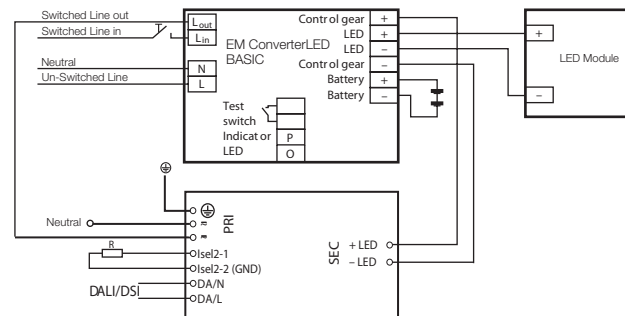 Switched Line out
Switched Line in
Neutral
Un-Switched Line
Lout
Lin
N
L
EM ConverterLED
BASIC
Test
switch
Indicator
LED
P
O
Control gear +
LED +
LED –
Control gear –
Battery +
Battery –
+
LED Module
–
Neutral
PRI
R
Isel2-1
Isel2-2 (GND)
DALI/DSI
DA/N
DA/L
SEC
+ LED
– LED